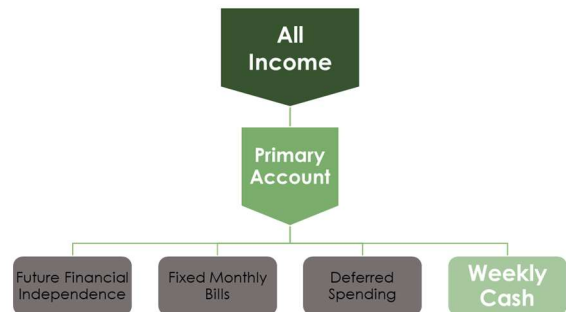 All
Income
Primary
Account
Future Financial
Independence
Fixed Monthly
Bills
Deferred
Spending
Weekly
Cash